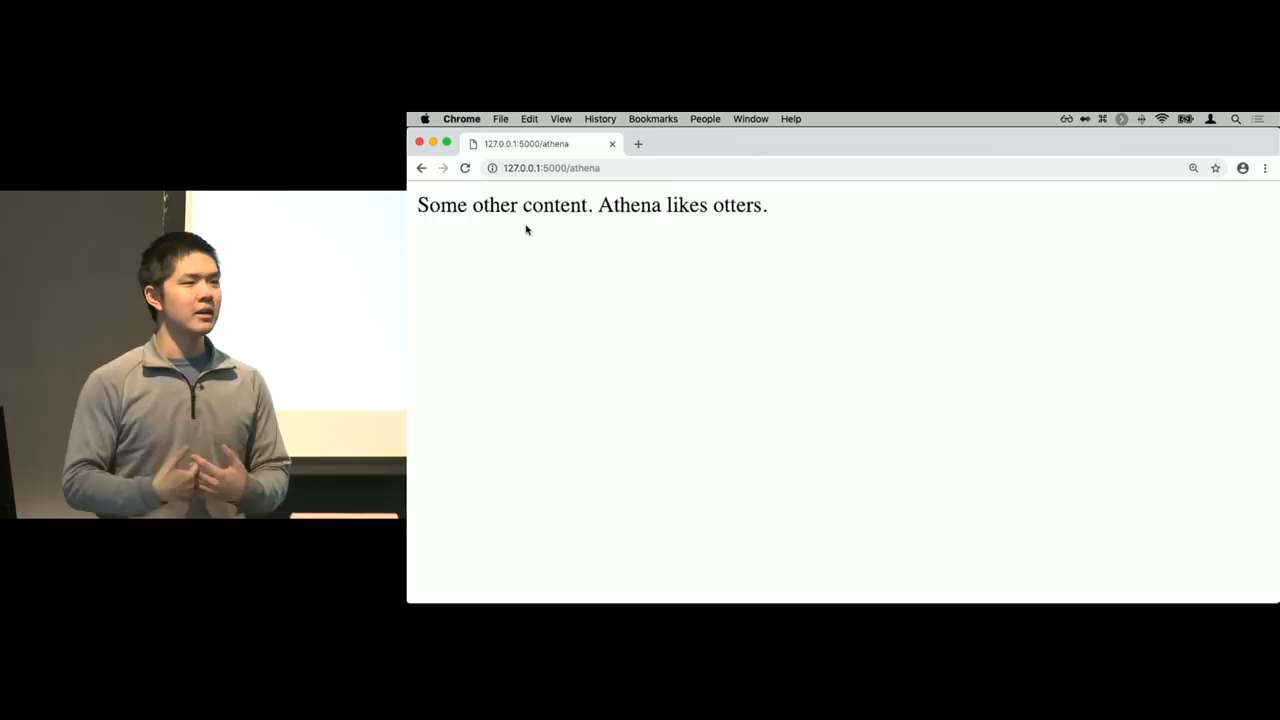 Chrome File Edit View History Bookmarks People Window Help
127.0.0.1:5000/athena
127.0.0.1:5000/athena
Some other content. Athena likes otters.